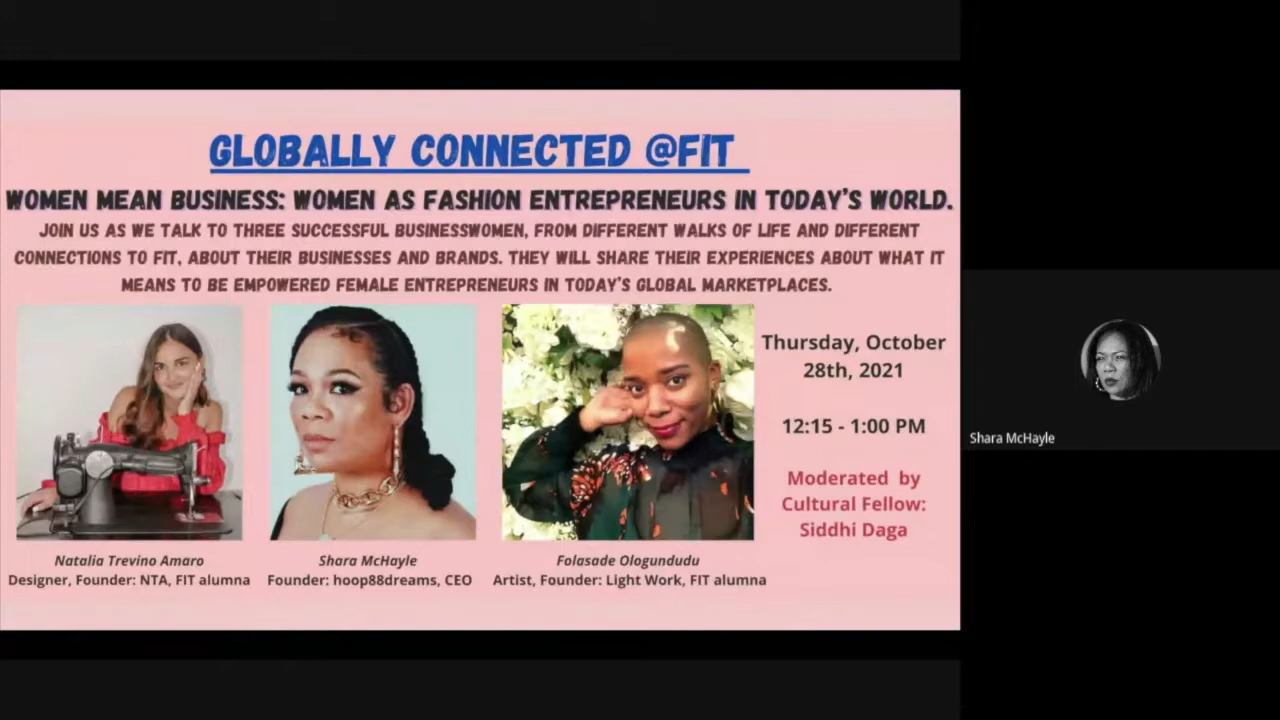 GLOBALLY CONNECTED @FIT
WOMEN MEAN BUSINESS: WOMEN AS FASHION ENTREPRENEURS IN TODAY'S WORLD.
JOIN US AS WE TALK TO THREE SUCCESSFUL BUSINESSWOMEN, FROM DIFFERENT WALKS OF LIFE AND DIFFERENT
CONNECTIONS TO FIT, ABOUT THEIR BUSINESSES AND BRANDS. THEY WILL SHARE THEIR EXPERIENCES ABOUT WHAT IT
MEANS TO BE EMPOWERED FEMALE ENTREPRENEURS IN TODAY'S GLOBAL MARKETPLACES.
Natalia Trevino Amaro
Designer, Founder: NTA, FIT alumna
Shara McHayle
Founder: hoop88dreams, CEO
Folasade Ologundudu
Artist, Founder: Light Work, FIT alumna
Thursday, October
28th, 2021
12:15 - 1:00 PM
Moderated by
Cultural Fellow:
Siddhi Daga
Shara McHayle